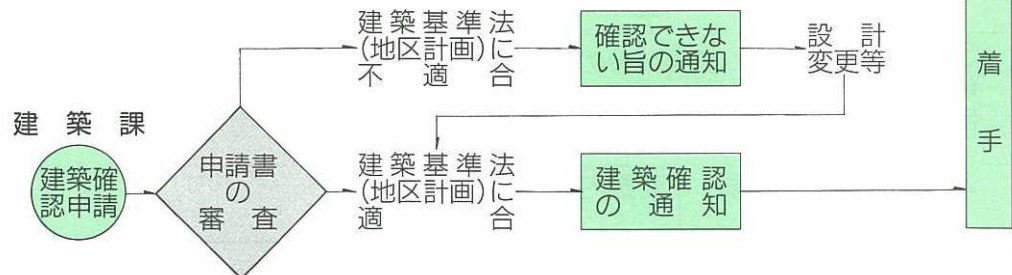 建築課
建築確
認申請
申請書
の
審査
建築基準法
(地区計画)に
不適合
確認できな
い旨の通知
設計
変更等
建築基準法
(地区計画)に
適合
建築確認
の通知
着
手